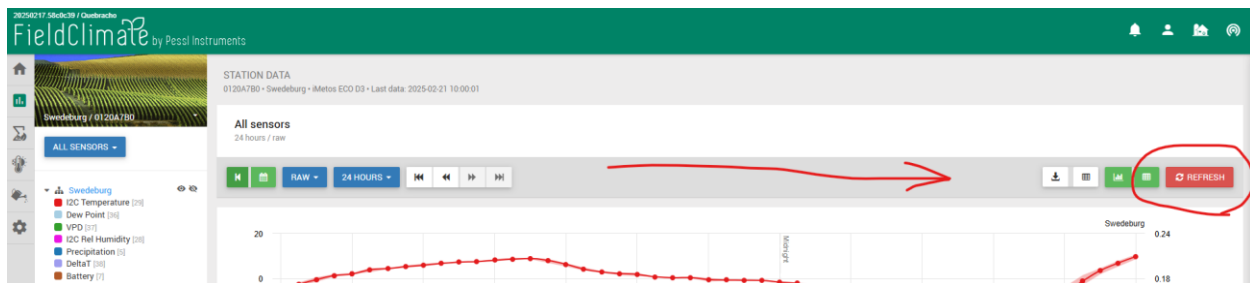 20250217.58c0c39 / Quebracho
FieldClimate by Pessl Instruments
STATION DATA
0120A7B0 • Swedeburg • iMetos ECO D3 • Last data: 2025-02-21 10:00:01
Swedeburg / 0120A7B0
All sensors
24 hours / raw
ALL SENSORS
RAW
24 HOURS
REFRESH
Swedeburg
I2C Temperature [29]
Dew Point [36]
VPD [37]
I2C Rel Humidity [28]
Precipitation [5]
DeltaT [38]
Battery [7]
Swedeburg
20
Midnight
0.24
0
0.18